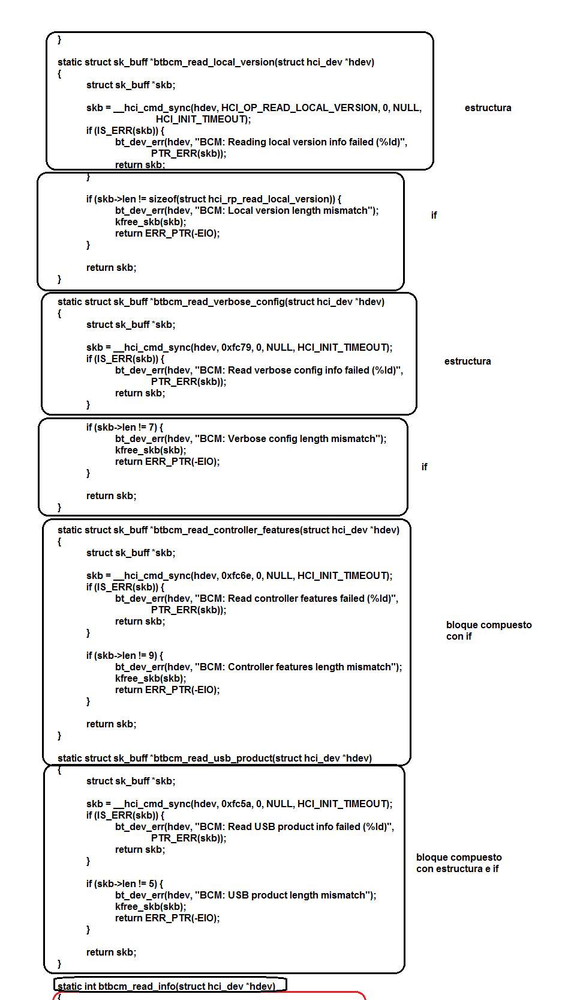 }
static struct sk_buff *btbcm_read_local_version(struct hci_dev *hdev)
{
struct sk_buff *skb;
skb = __hci_cmd_sync(hdev, HCI_OP_READ_LOCAL_VERSION, 0, NULL,
estructura
HCI_INIT_TIMEOUT);
if (IS_ERR(skb)) {
bt_dev_err(hdev, "BCM: Reading local version info failed (%ld)",
PTR_ERR(skb));
return skb;
}
if (skb->len != sizeof(struct hci_rp_read_local_version)) {
bt_dev_err(hdev, "BCM: Local version length mismatch");
if
kfree_skb(skb);
return ERR_PTR(-EIO);
}
return skb;
}
static struct sk_buff *btbcm_read_verbose_config(struct hci_dev *hdev)
{
struct sk_buff *skb;
skb = __hci_cmd_sync(hdev, 0xfc79, 0, NULL, HCI_INIT_TIMEOUT);
if (IS_ERR(skb)) {
estructura
bt_dev_err(hdev, "BCM: Read verbose config info failed (%ld)",
PTR_ERR(skb));
return skb;
}
if (skb->len != 7) {
bt_dev_err(hdev, "BCM: Verbose config length mismatch");
kfree_skb(skb);
return ERR_PTR(-EIO);
if
}
return skb;
}
static struct sk_buff *btbcm_read_controller_features(struct hci_dev *hdev)
{
struct sk_buff *skb;
skb = __hci_cmd_sync(hdev, 0xfc6e, 0, NULL, HCI_INIT_TIMEOUT);
if (IS_ERR(skb)) {
bt_dev_err(hdev, "BCM: Read controller features failed (%ld)",
PTR_ERR(skb));
return skb;
bloque compuesto
}
con if
if (skb->len != 9) {
bt_dev_err(hdev, "BCM: Controller features length mismatch");
kfree_skb(skb);
return ERR_PTR(-EIO);
}
return skb;
}
static struct sk_buff *btbcm_read_usb_product(struct hci_dev *hdev)
{
struct sk_buff *skb;
skb = __hci_cmd_sync(hdev, 0xfc5a, 0, NULL, HCI_INIT_TIMEOUT);
if (IS_ERR(skb)) {
bt_dev_err(hdev, "BCM: Read USB product info failed (%ld)",
PTR_ERR(skb));
return skb;
bloque compuesto
}
con estructura e if
if (skb->len != 5) {
bt_dev_err(hdev, "BCM: USB product length mismatch");
kfree_skb(skb);
return ERR_PTR(-EIO);
}
return skb;
}
static int btbcm_read_info(struct hci_dev *hdev)
{